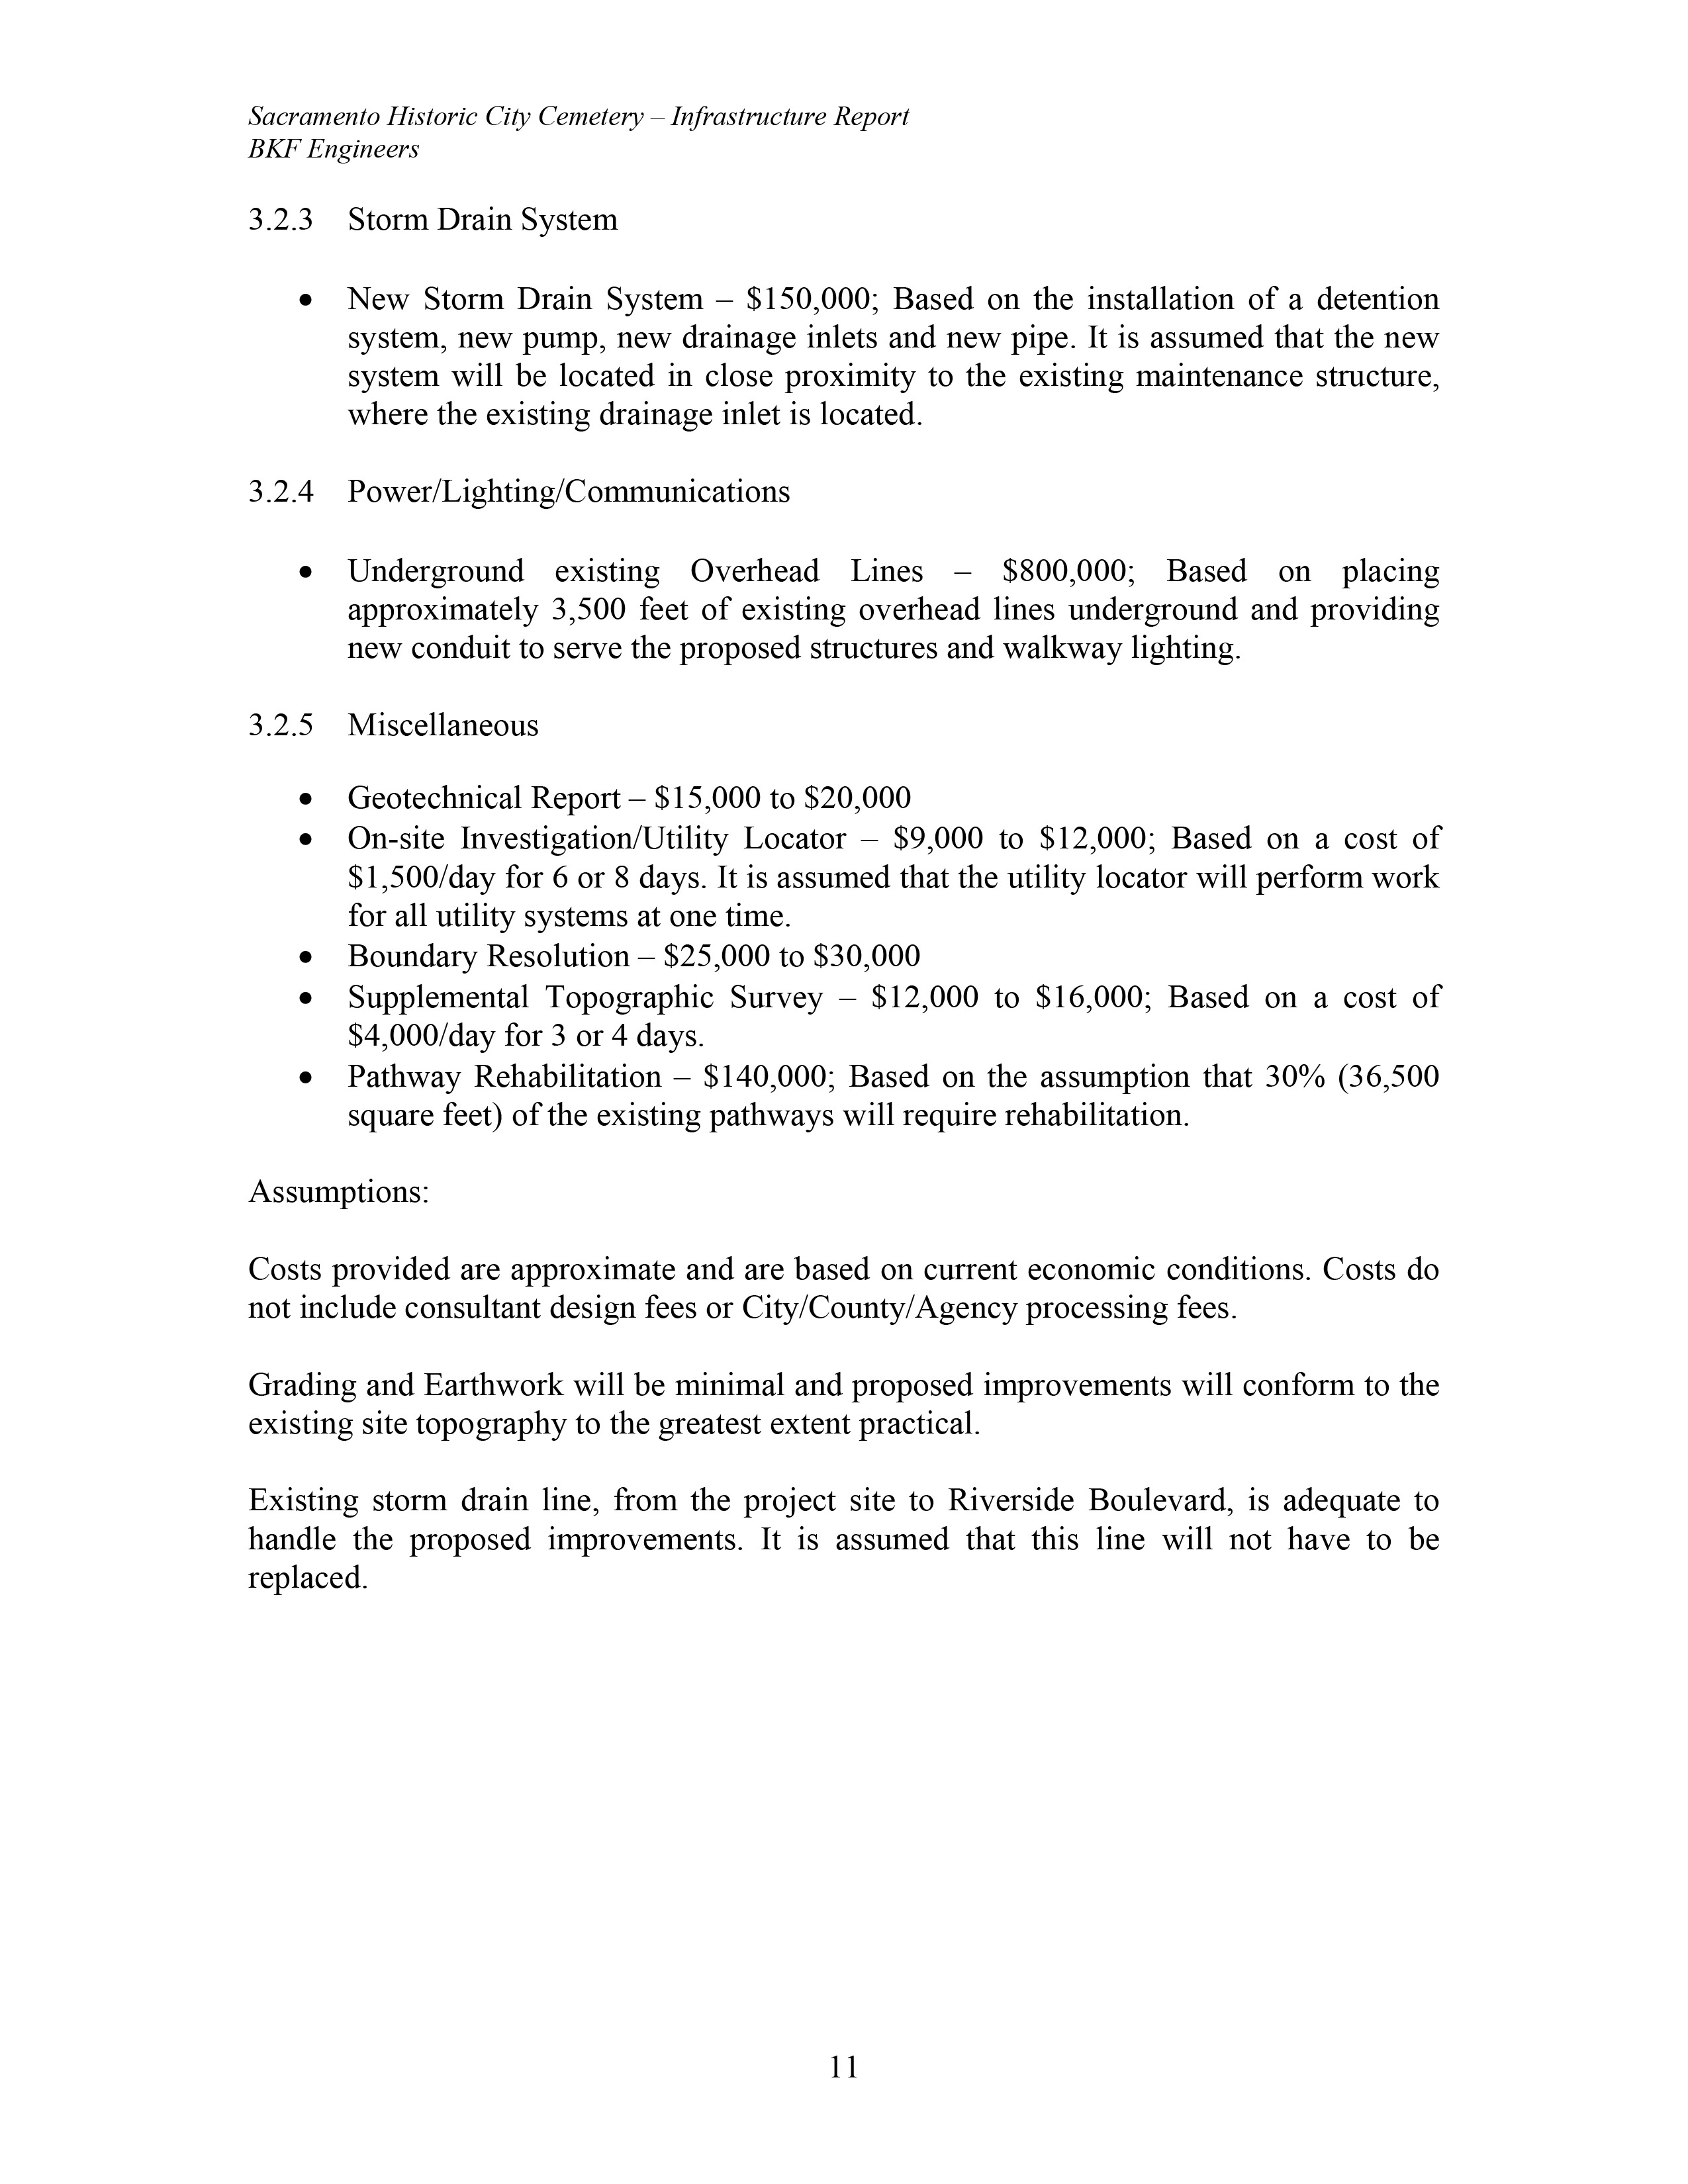 Sacramento Historic City Cemetery – Infrastructure Report
BKF Engineers
3.2.3 Storm Drain System
• New Storm Drain System – $150,000; Based on the installation of a detention
system, new pump, new drainage inlets and new pipe. It is assumed that the new
system will be located in close proximity to the existing maintenance structure,
where the existing drainage inlet is located.
3.2.4 Power/Lighting/Communications
• Underground existing Overhead Lines – $800,000; Based on placing
approximately 3,500 feet of existing overhead lines underground and providing
new conduit to serve the proposed structures and walkway lighting.
3.2.5 Miscellaneous
• Geotechnical Report – $15,000 to $20,000
• On-site Investigation/Utility Locator – $9,000 to $12,000; Based on a cost of
$1,500/day for 6 or 8 days. It is assumed that the utility locator will perform work
for all utility systems at one time.
• Boundary Resolution – $25,000 to $30,000
• Supplemental Topographic Survey – $12,000 to $16,000; Based on a cost of
$4,000/day for 3 or 4 days.
• Pathway Rehabilitation – $140,000; Based on the assumption that 30% (36,500
square feet) of the existing pathways will require rehabilitation.
Assumptions:
Costs provided are approximate and are based on current economic conditions. Costs do
not include consultant design fees or City/County/Agency processing fees.
Grading and Earthwork will be minimal and proposed improvements will conform to the
existing site topography to the greatest extent practical.
Existing storm drain line, from the project site to Riverside Boulevard, is adequate to
handle the proposed improvements. It is assumed that this line will not have to be
replaced.
11